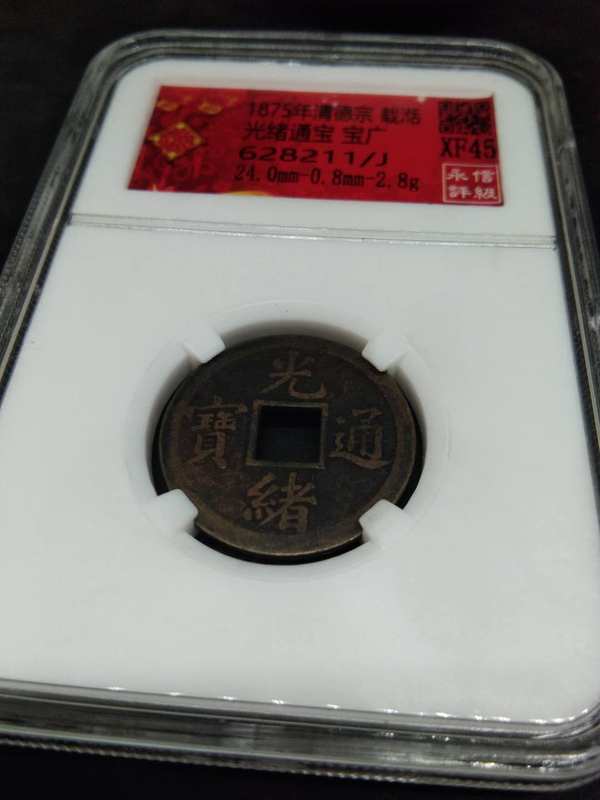 1875年清德宗 载湉
光绪通宝 宝广
628211/J
24.0mm-0.8mm-2.8g
XF45
永信
評級
光
寶 通
緒